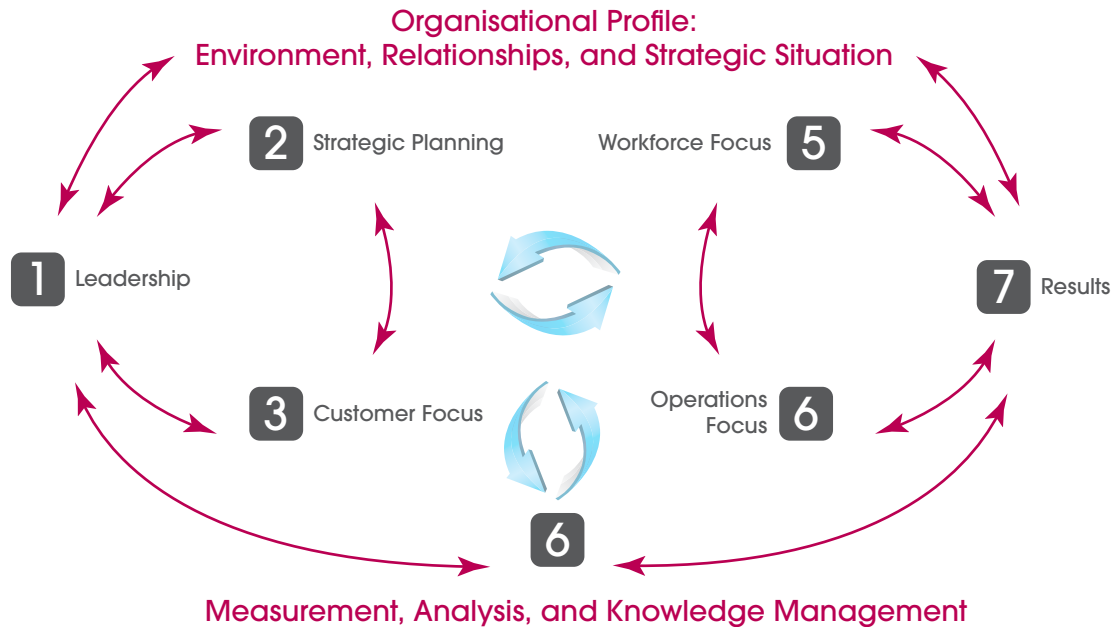 Organisational Profile:
Environment, Relationships, and Strategic Situation
2 Strategic Planning
Workforce Focus 5
1 Leadership
7 Results
3 Customer Focus
Operations
Focus 6
6
Measurement, Analysis, and Knowledge Management